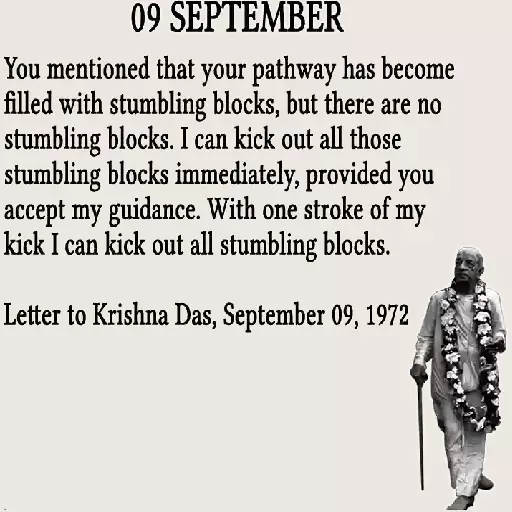 09 SEPTEMBER
You mentioned that your pathway has become
filled with stumbling blocks, but there are no
stumbling blocks. I can kick out all those
stumbling blocks immediately, provided you
accept my guidance. With one stroke of my
kick I can kick out all stumbling blocks.
Letter to Krishna Das, September 09, 1972